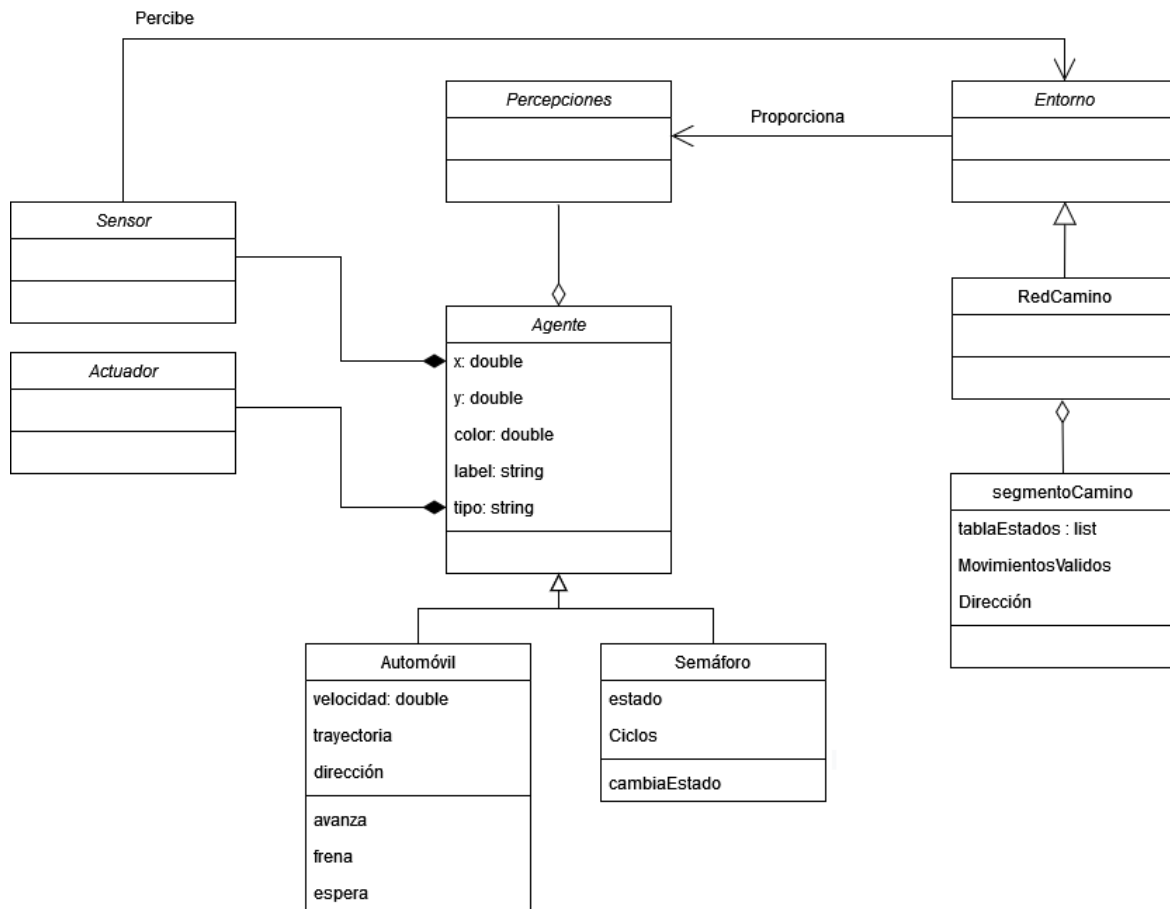 Percibe
Percepciones
Entorno
Proporciona
Sensor
RedCamino
Agente
x: double
y: double
color: double
label: string
tipo: string
Actuador
segmentoCamino
tablaEstados : list
MovimientosValidos
Dirección
Automóvil
velocidad: double
trayectoria
dirección
avanza
frena
espera
Semáforo
estado
Ciclos
cambiaEstado